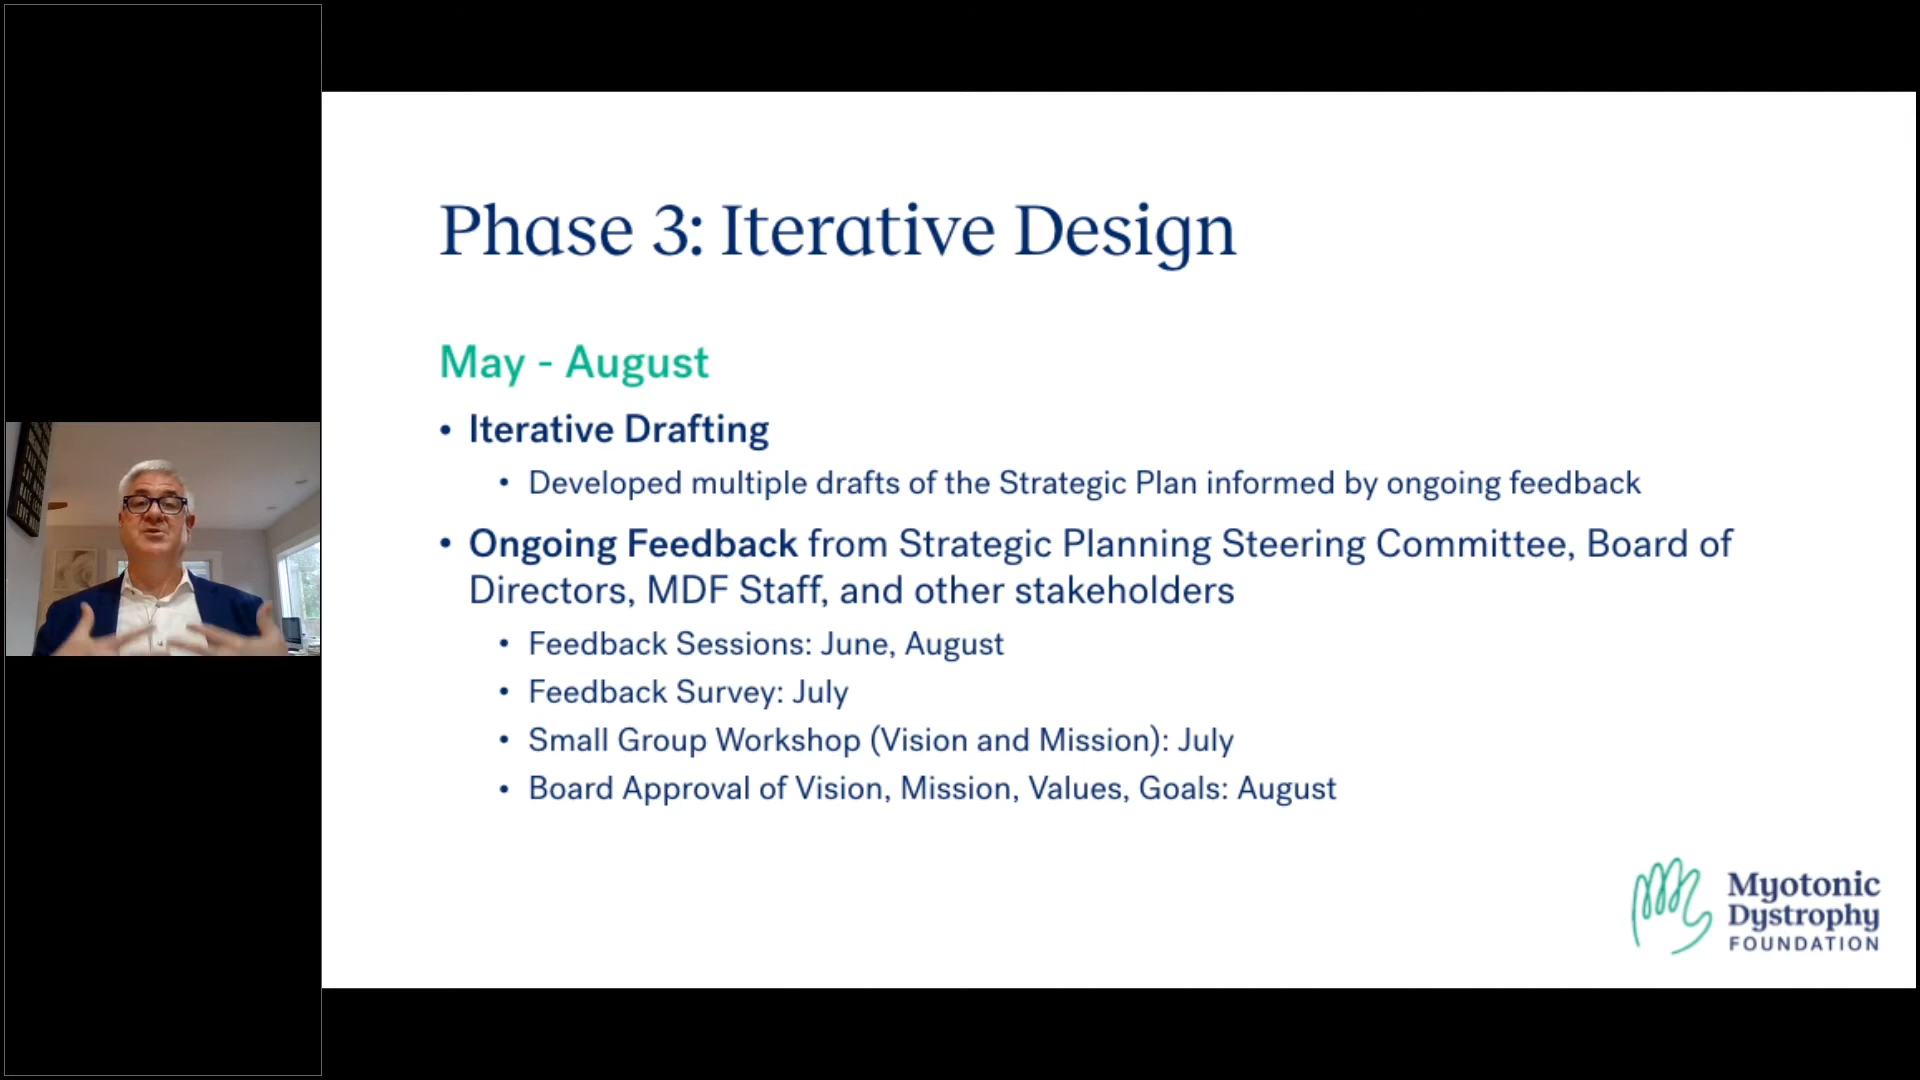 Phase 3: Iterative Design
May - August
• Iterative Drafting
• Developed multiple drafts of the Strategic Plan informed by ongoing feedback
• Ongoing Feedback from Strategic Planning Steering Committee, Board of
Directors, MDF Staff, and other stakeholders
• Feedback Sessions: June, August
• Feedback Survey: July
• Small Group Workshop (Vision and Mission): July
• Board Approval of Vision, Mission, Values, Goals: August
Myotonic
Dystrophy
FOUNDATION